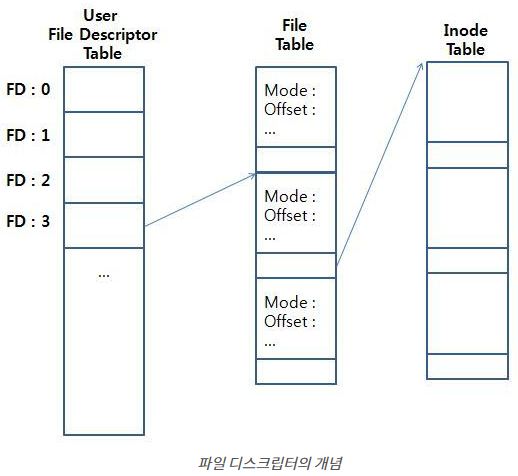 User
File Descriptor
Table
File
Table
Inode
Table
FD : 0
FD : 1
FD : 2
FD : 3
...
Mode :
Offset :
...
Mode :
Offset :
...
Mode :
Offset :
...
파일 디스크립터의 개념